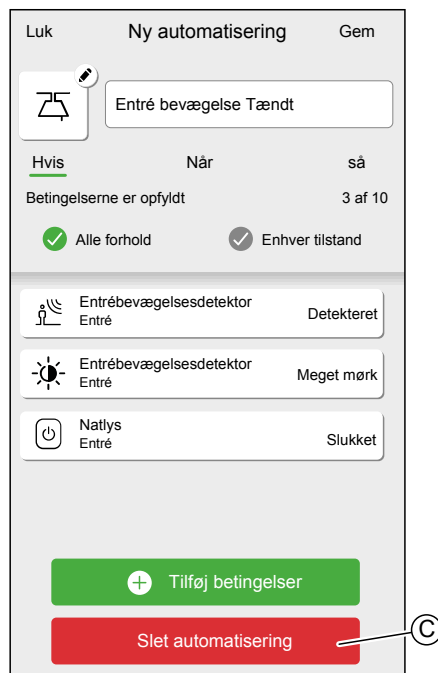 Luk Ny automatisering Gem
Entré bevægelse Tændt
Hvis Når så
Betingelserne er opfyldt 3 af 10
Alle forhold Enhver tilstand
Entrébevægelsesdetektor
Entré
Detekteret
Entrébevægelsesdetektor
Entré
Meget mørk
Natlys
Entré
Slukket
Tilføj betingelser
Slet automatisering
C